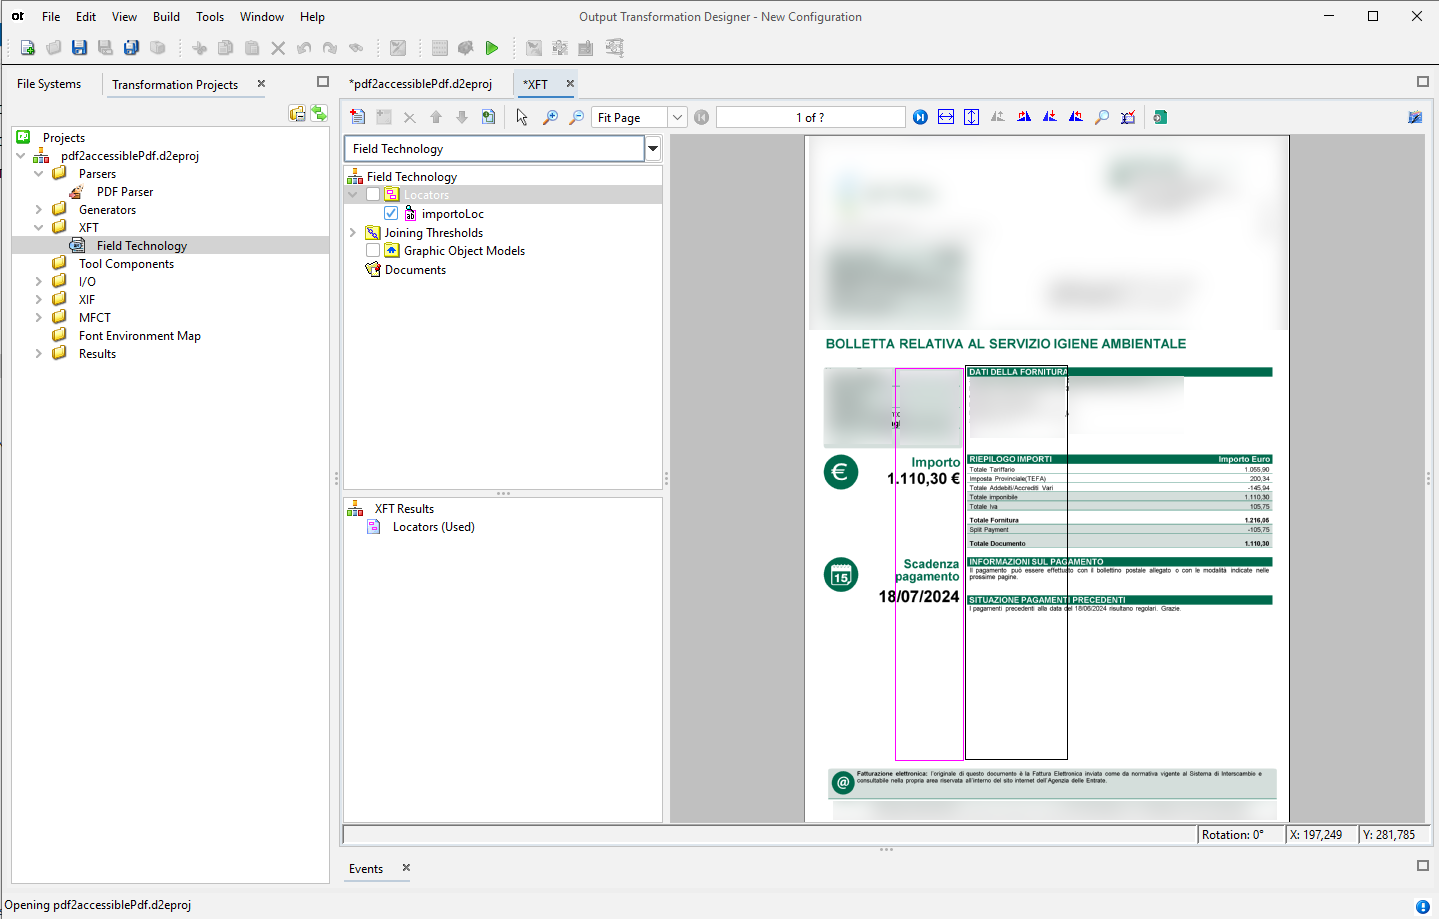 ot File Edit View Build Tools Window Help Output Transformation Designer - New Configuration
File Systems Transformation Projects
*pdf2accessiblePdf.d2eproj *XFT
Fit Page 1 of ?
Projects
pdf2accessiblePdf.d2eproj
Parsers
PDF Parser
Generators
XFT
Field Technology
Tool Components
I/O
XIF
MFCT
Font Environment Map
Results
Field Technology
Field Technology
Locators
importoLoc
Joining Thresholds
Graphic Object Models
Documents
XFT Results
Locators (Used)
BOLLETTA RELATIVA AL SERVIZIO IGIENE AMBIENTALE
DATI DELLA FORNITURA
Importo
1.110,30 €
RIEPILOGO IMPORTI Importo Euro
Totale Tariffario 1.055,90
Imposta Provinciale(TEFA) 200,34
Totale Addebiti/Accrediti Vari -145,94
Totale imponibile 1.110,30
Totale Iva 105,75
Totale Fornitura 1.216,05
Split Payment -105,75
Totale Documento 1.110,30
15
Scadenza
pagamento
18/07/2024
INFORMAZIONI SUL PAGAMENTO
Il pagamento può essere effettuato con il bollettino postale allegato o con le modalità indicate nelle
prossime pagine.
SITUAZIONE PAGAMENTI PRECEDENTI
I pagamenti precedenti alla data del 18/06/2024 risultano regolari. Grazie.
@
Fatturazione elettronica: l'originale di questo documento è la Fattura Elettronica inviata come da normativa vigente al Sistema di Interscambio e
consultabile nella propria area riservata all'interno del sito internet dell'Agenzia delle Entrate.
Rotation: 0° X: 197,249 Y: 281,785
Events
Opening pdf2accessiblePdf.d2eproj